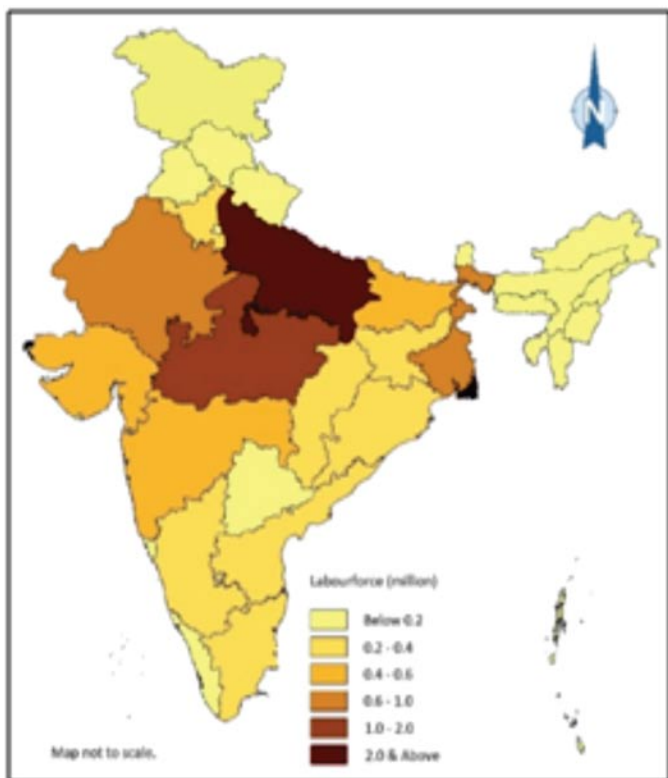 N
Labourforce (million)
Below 0.2
0.2 - 0.4
0.4 - 0.6
0.6 - 1.0
1.0 - 2.0
2.0 & Above
Map not to scale.